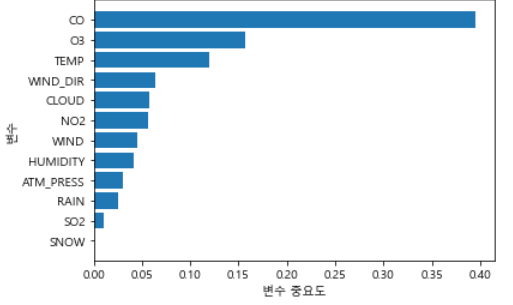 CO
O3
TEMP
WIND_DIR
CLOUD
NO2
WIND
HUMIDITY
ATM_PRESS
RAIN
SO2
SNOW
변수
0.00 0.05 0.10 0.15 0.20 0.25 0.30 0.35 0.40
변수 중요도